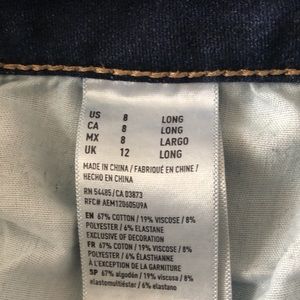 US 8 LONG
CA 8 LONG
MX 8 LARGO
UK 12 LONG
MADE IN CHINA / FABRIQUÉ EN CHINE /
HECHO EN CHINA
RN 54485/CA 03873
RFC# AEM120605U9A
EN 67% COTTON / 19% VISCOSE / 8%
POLYESTER / 6% ELASTANE
EXCLUSIVE OF DECORATION
FR 67% COTON / 19% VISCOSE / 8%
POLYESTER / 6% ÉLASTHANNE
À L'EXCEPTION DE LA GARNITURE
SP 67% algodón / 19% viscosa / 8%
elastomultiéster / 6% elastano